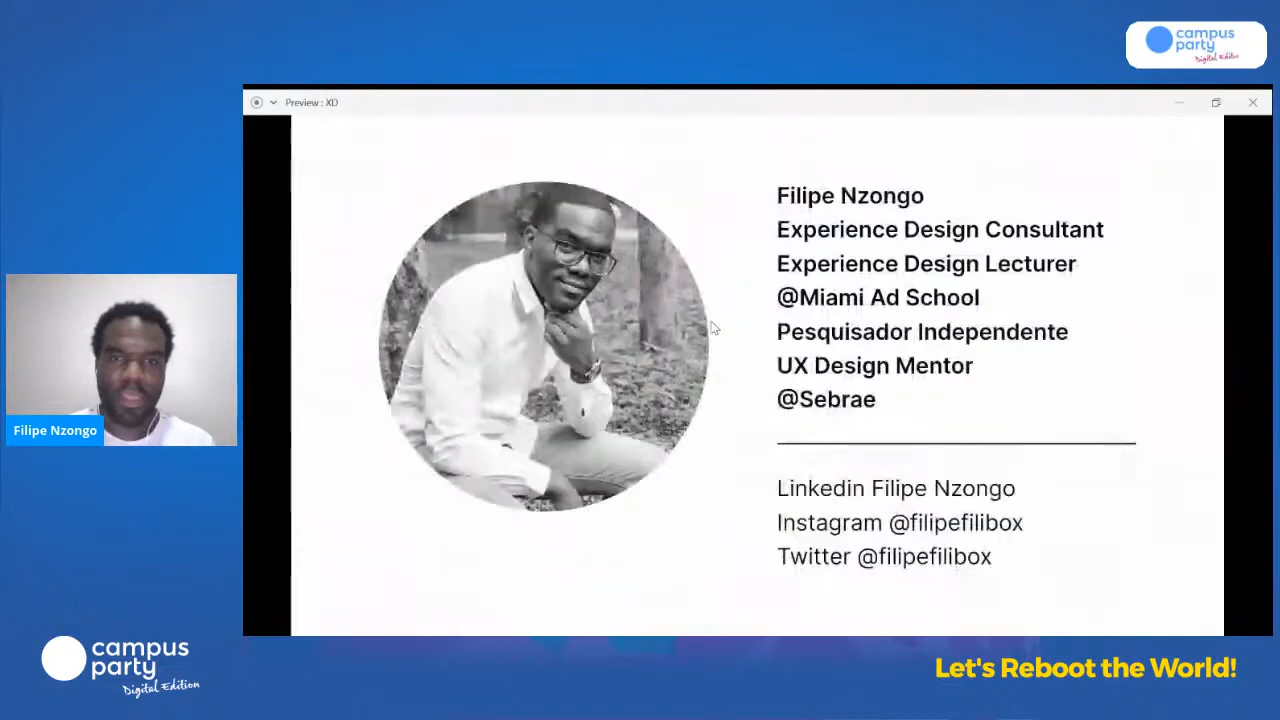 campus
party
Digital Edition
Preview : XD
Filipe Nzongo
Experience Design Consultant
Experience Design Lecturer
@Miami Ad School
Pesquisador Independente
UX Design Mentor
@Sebrae
Linkedin Filipe Nzongo
Instagram @filipefilibox
Twitter @filipefilibox
Filipe Nzongo
campus
party
Digital Edition
Let's Reboot the World!